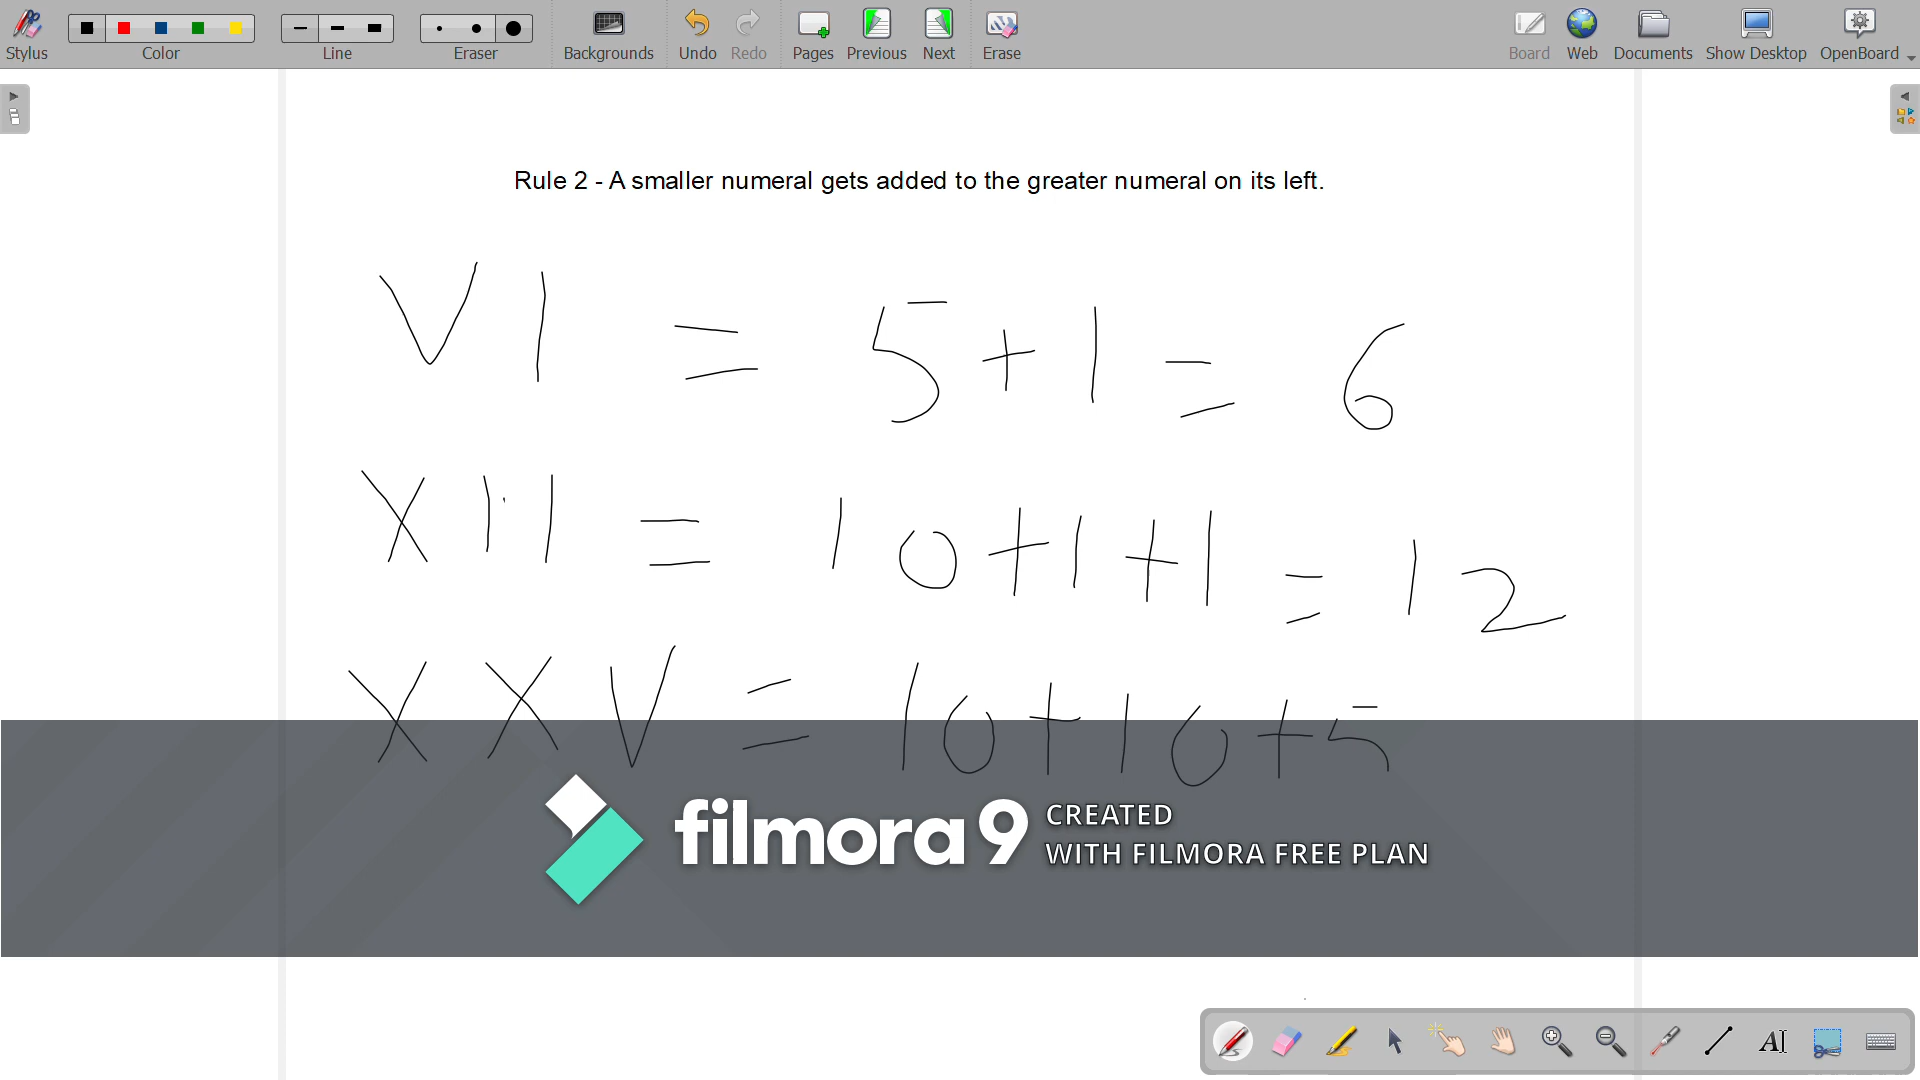 Stylus Color Line Eraser Backgrounds Undo Redo Pages Previous Next Erase Board Web Documents Show Desktop OpenBoard
Rule 2 - A smaller numeral gets added to the greater numeral on its left.
VI = 5+1 = 6
XII = 10+1+1 = 12
XXV = 10+10+5
filmora9 CREATED
WITH FILMORA FREE PLAN